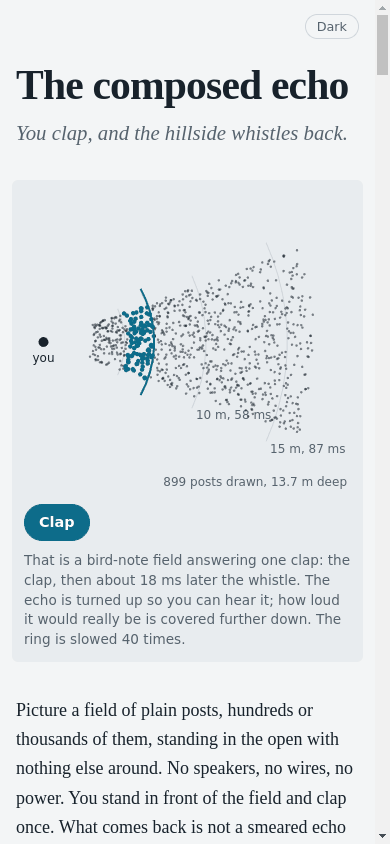 Dark
The composed echo
You clap, and the hillside whistles back.
you
10 m, 58 ms
15 m, 87 ms
899 posts drawn, 13.7 m deep
Clap
That is a bird-note field answering one clap: the
clap, then about 18 ms later the whistle. The
echo is turned up so you can hear it; how loud
it would really be is covered further down. The
ring is slowed 40 times.
Picture a field of plain posts, hundreds or
thousands of them, standing in the open with
nothing else around. No speakers, no wires, no
power. You stand in front of the field and clap
once. What comes back is not a smeared echo